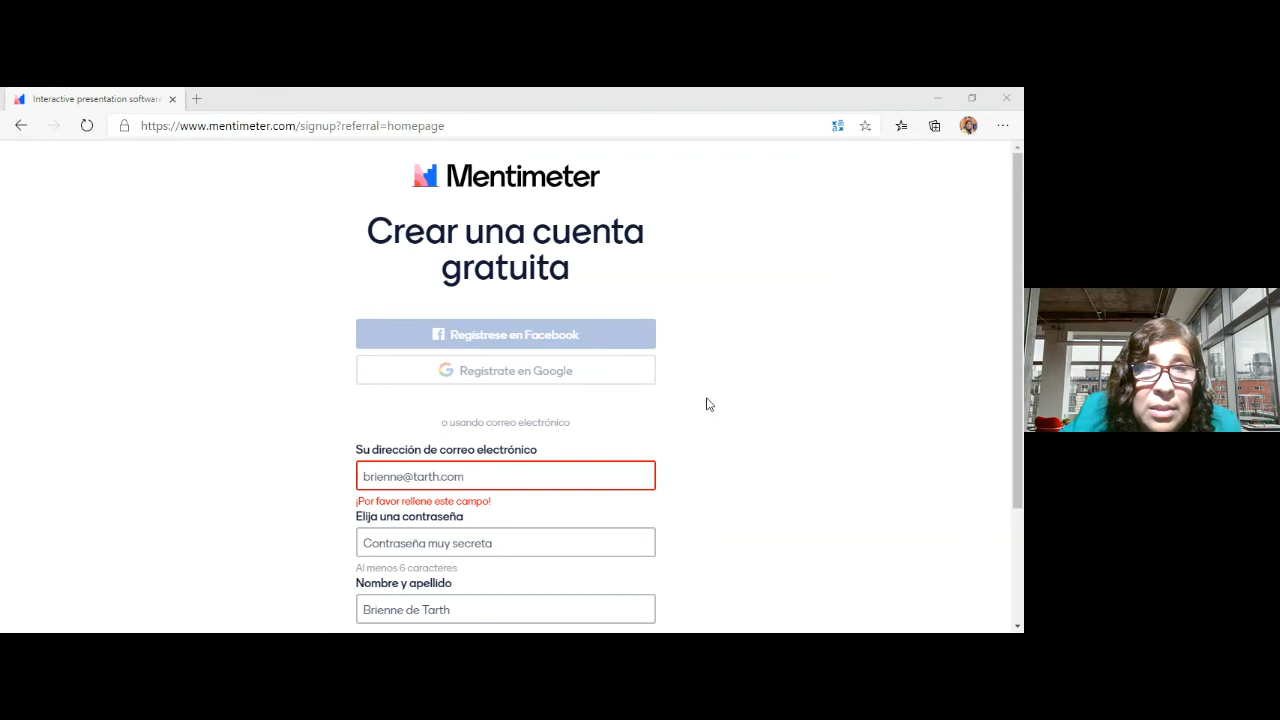 Interactive presentation software
https://www.mentimeter.com/signup?referral=homepage
Mentimeter
Crear una cuenta
gratuita
Regístrese en Facebook
Regístrate en Google
o usando correo electrónico
Su dirección de correo electrónico
brienne@tarth.com
¡Por favor rellene este campo!
Elija una contraseña
Contraseña muy secreta
Al menos 6 caracteres
Nombre y apellido
Brienne de Tarth